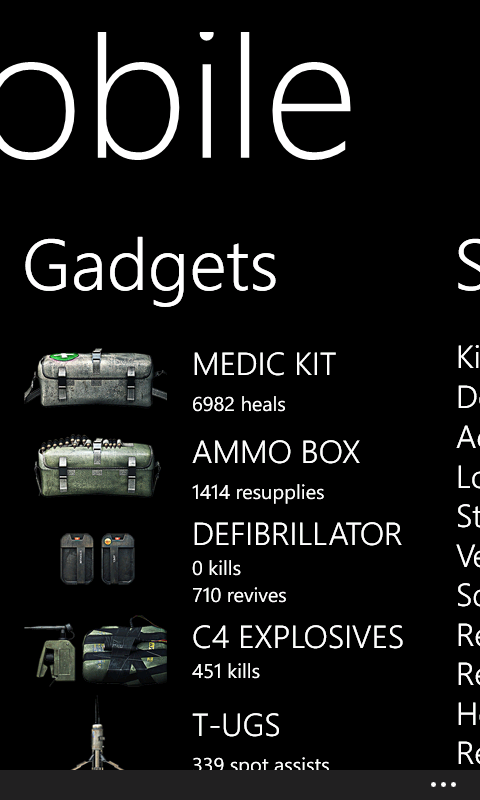 obile
Gadgets
S
MEDIC KIT
6982 heals
AMMO BOX
1414 resupplies
DEFIBRILLATOR
0 kills
710 revives
C4 EXPLOSIVES
451 kills
T-UGS
339 spot assists
Ki
De
Ac
Lo
St
Ve
Sc
Re
Re
He
Re